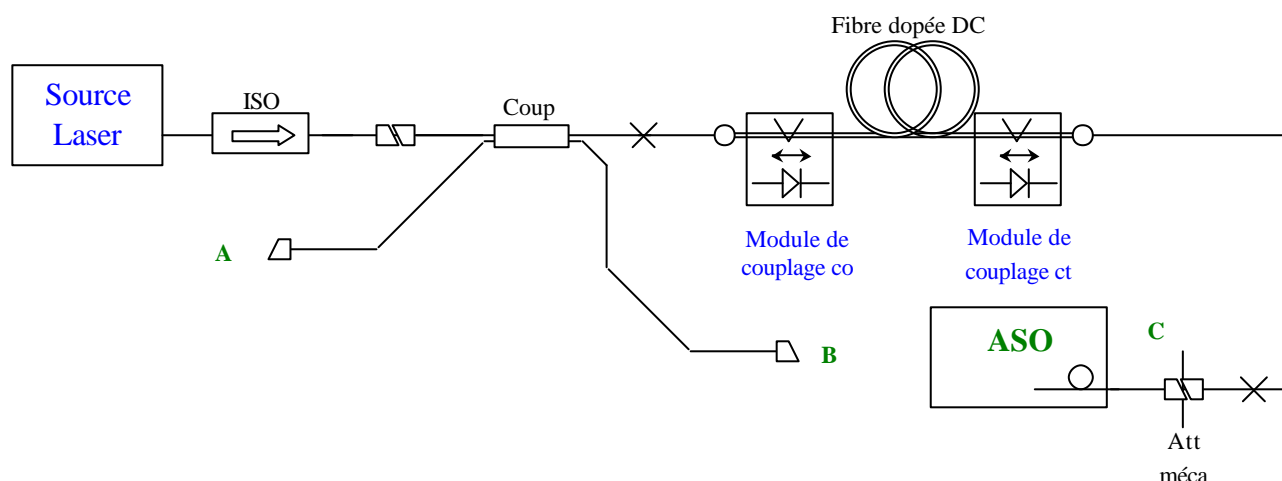 Fibre dopée DC
Source
Laser
ISO
Coup
A
Module de
couplage co
Module de
couplage ct
B
ASO
C
Att
méca